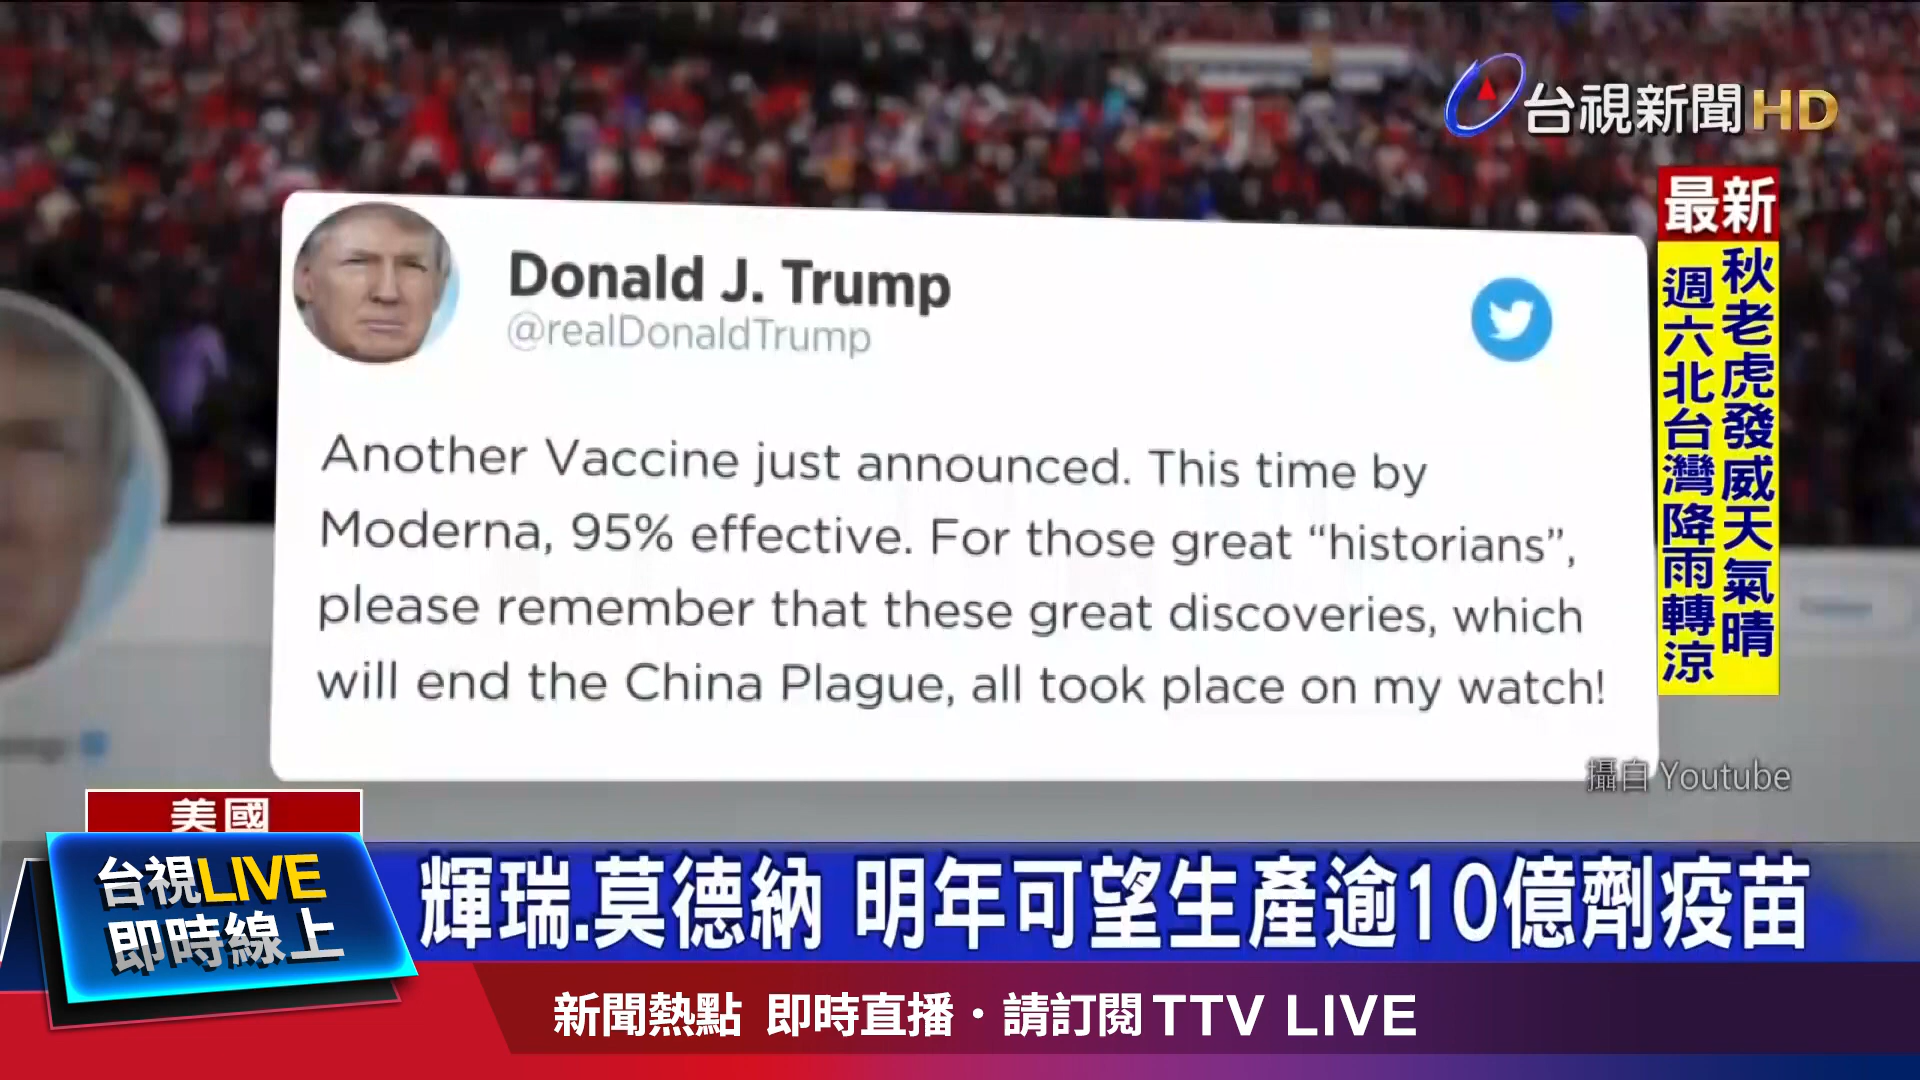 台視新聞HD
最新
秋老虎發威天氣晴
週六北台灣降雨轉涼
Donald J. Trump
@realDonaldTrump
Another Vaccine just announced. This time by
Moderna, 95% effective. For those great “historians”,
please remember that these great discoveries, which
will end the China Plague, all took place on my watch!
攝自 Youtube
美國
台視LIVE
即時線上
輝瑞.莫德納 明年可望生產逾10億劑疫苗
新聞熱點 即時直播・請訂閱TTV LIVE